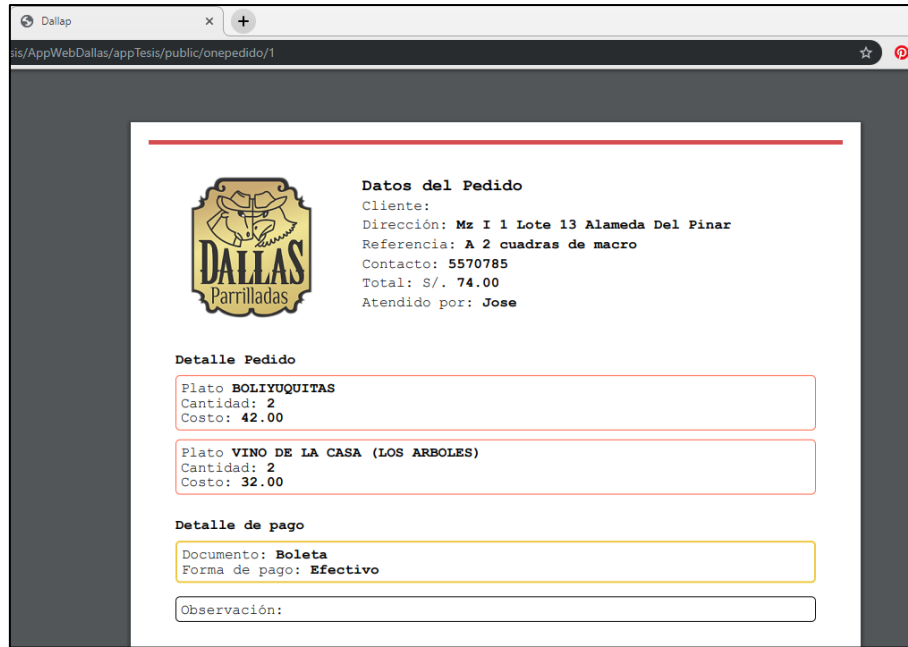 Dallap
sis/AppWebDallas/appTesis/public/onepedido/1
DALLAS
Parrilladas
Datos del Pedido
Cliente:
Dirección: Mz I 1 Lote 13 Alameda Del Pinar
Referencia: A 2 cuadras de macro
Contacto: 5570785
Total: S/. 74.00
Atendido por: Jose
Detalle Pedido
Plato BOLIYUQUITAS
Cantidad: 2
Costo: 42.00
Plato VINO DE LA CASA (LOS ARBOLES)
Cantidad: 2
Costo: 32.00
Detalle de pago
Documento: Boleta
Forma de pago: Efectivo
Observación: